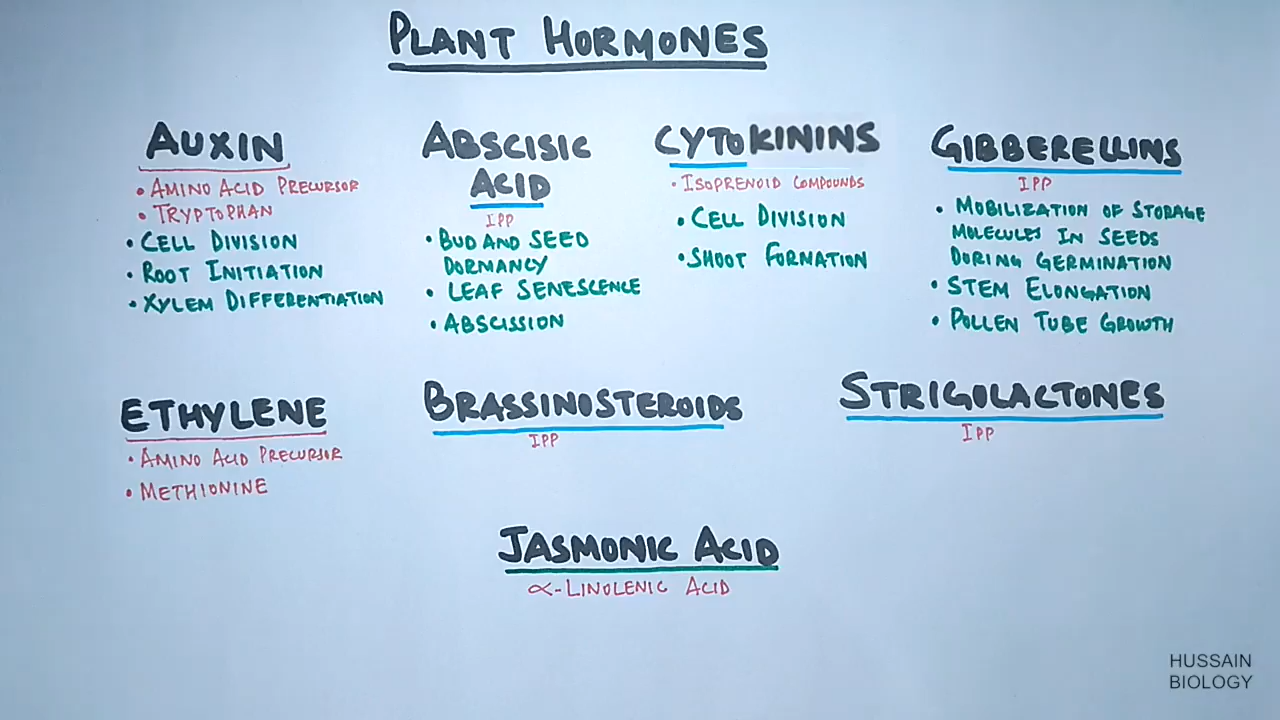 PLANT HORMONES
AUXIN
• AMINO ACID PRECURSOR
• TRYPTOPHAN
• CELL DIVISION
• ROOT INITIATION
• XYLEM DIFFERENTIATION
ABSCISIC
ACID
IPP
• BUD AND SEED
DORMANCY
• LEAF SENESCENCE
• ABSCISSION
CYTOKININS
• ISOPRENOID COMPOUNDS
• CELL DIVISION
• SHOOT FORMATION
GIBBERELLINS
IPP
• MOBILIZATION OF STORAGE
MOLECULES IN SEEDS
DURING GERMINATION
• STEM ELONGATION
• POLLEN TUBE GROWTH
ETHYLENE
• AMINO ACID PRECURSOR
• METHIONINE
BRASSINOSTEROIDS
IPP
STRIGOLACTONES
IPP
JASMONIC ACID
α-LINOLENIC ACID
HUSSAIN
BIOLOGY